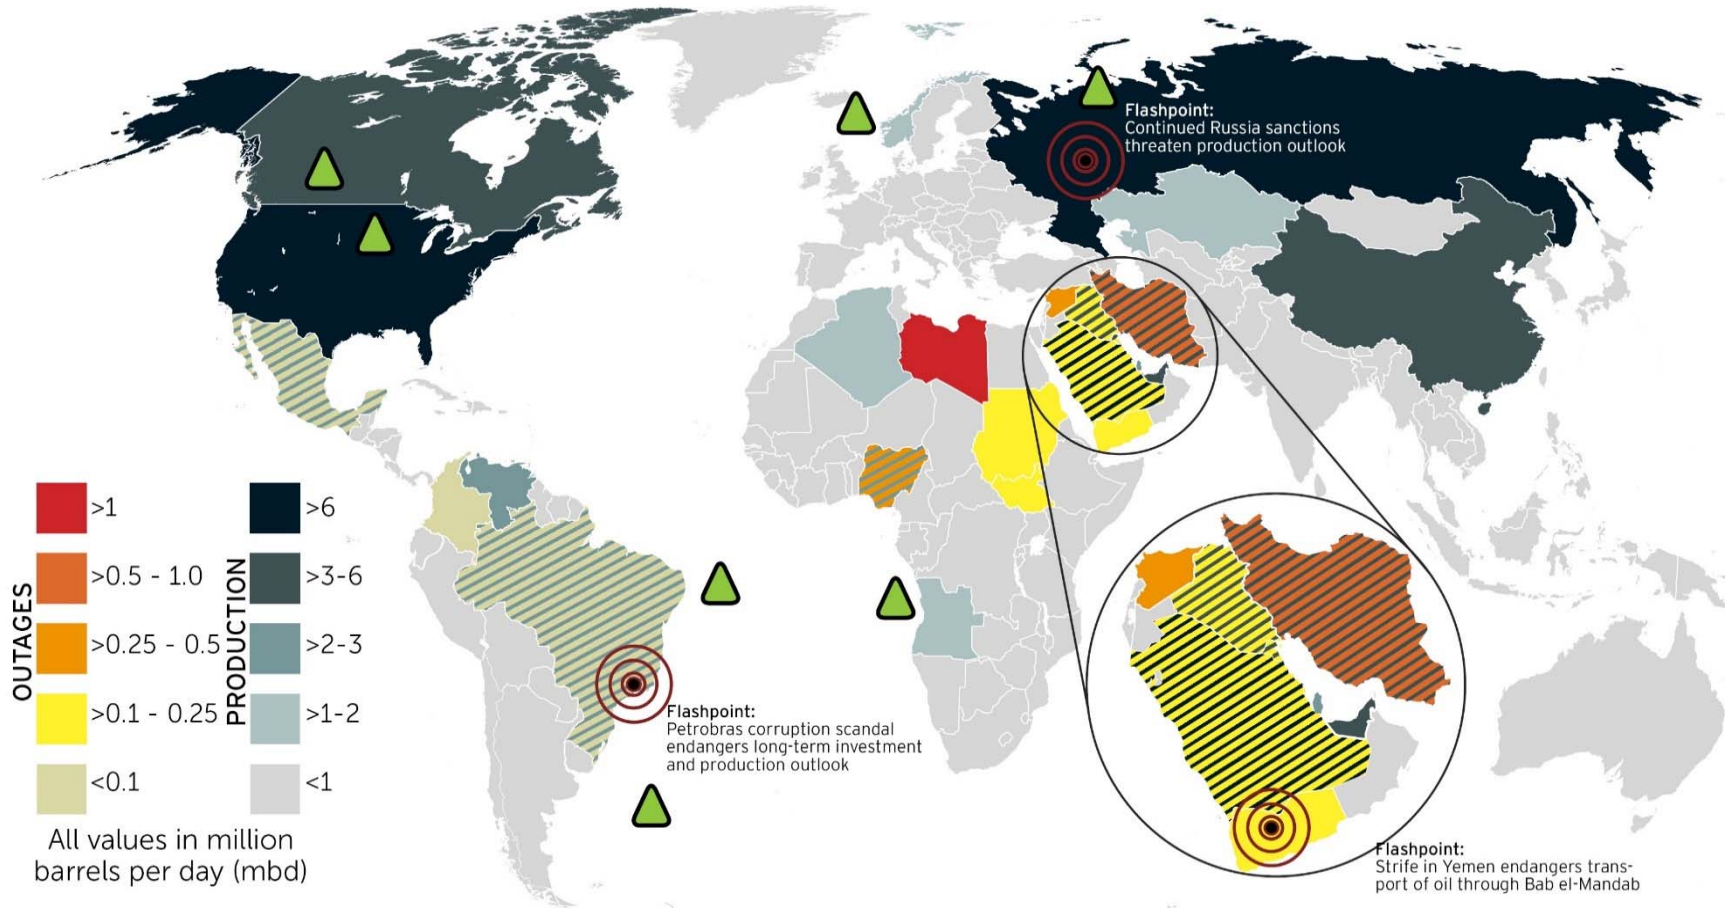 Flashpoint:
Continued Russia sanctions
threaten production outlook
OUTAGES
>1
>0.5 - 1.0
>0.25 - 0.5
>0.1 - 0.25
<0.1
PRODUCTION
>6
>3-6
>2-3
>1-2
<1
All values in million
barrels per day (mbd)
Flashpoint:
Petrobras corruption scandal
endangers long-term investment
and production outlook
Flashpoint:
Strife in Yemen endangers trans-
port of oil through Bab el-Mandab